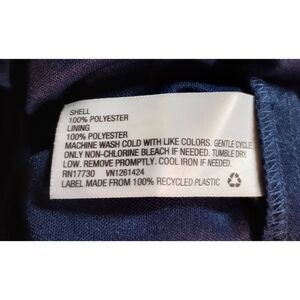 SHELL
100% POLYESTER
LINING
100% POLYESTER
MACHINE WASH COLD WITH LIKE COLORS. GENTLE CYCLE
ONLY NON-CHLORINE BLEACH IF NEEDED. TUMBLE DRY
LOW. REMOVE PROMPTLY. COOL IRON IF NEEDED.
RN17730 VN1261424
LABEL MADE FROM 100% RECYCLED PLASTIC